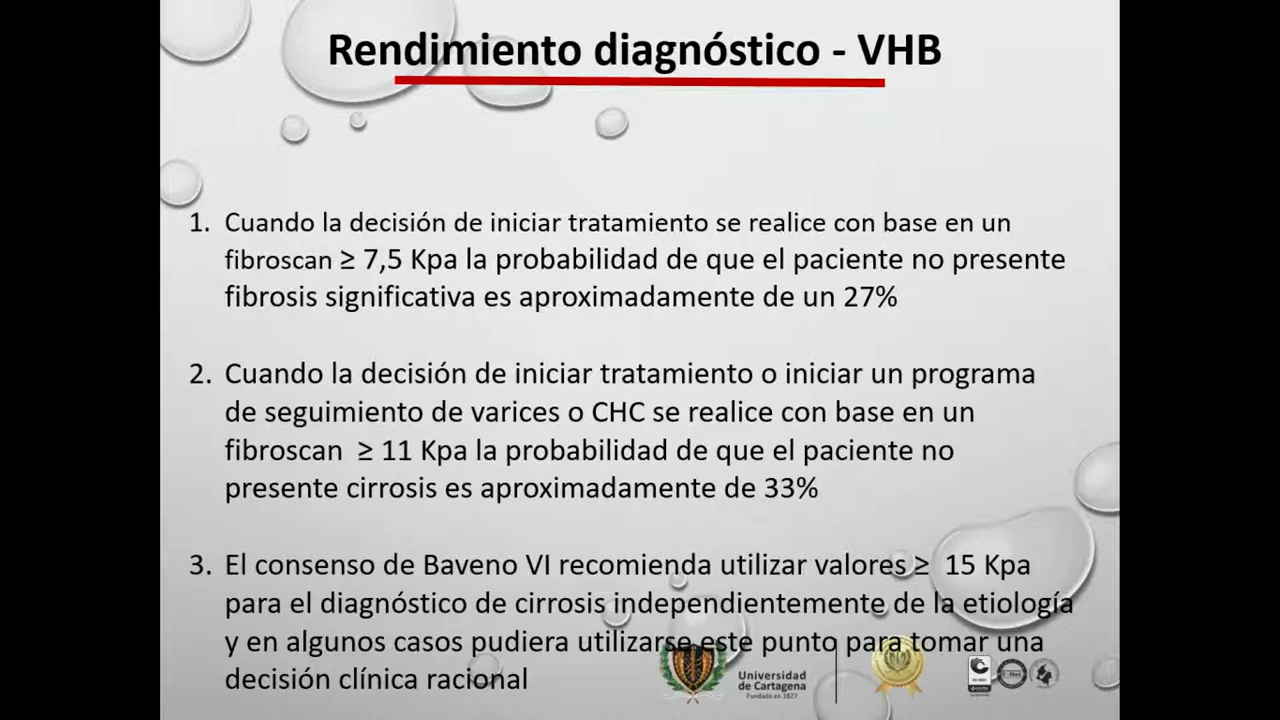 Rendimiento diagnóstico - VHB
1. Cuando la decisión de iniciar tratamiento se realice con base en un
fibroscan ≥ 7,5 Kpa la probabilidad de que el paciente no presente
fibrosis significativa es aproximadamente de un 27%
2. Cuando la decisión de iniciar tratamiento o iniciar un programa
de seguimiento de varices o CHC se realice con base en un
fibroscan ≥ 11 Kpa la probabilidad de que el paciente no
presente cirrosis es aproximadamente de 33%
3. El consenso de Baveno VI recomienda utilizar valores ≥ 15 Kpa
para el diagnóstico de cirrosis independientemente de la etiología
y en algunos casos pudiera utilizarse este punto para tomar una
decisión clínica racional
Universidad
de Cartagena
Fundada en 1827